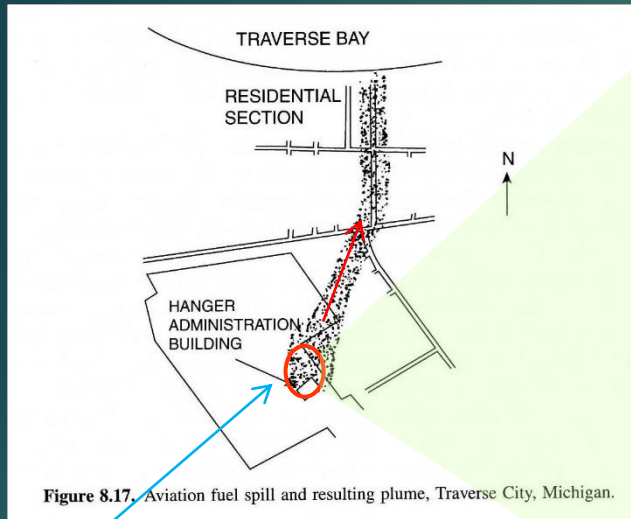 TRAVERSE BAY
RESIDENTIAL
SECTION
N
HANGER
ADMINISTRATION
BUILDING
Figure 8.17. Aviation fuel spill and resulting plume, Traverse City, Michigan.